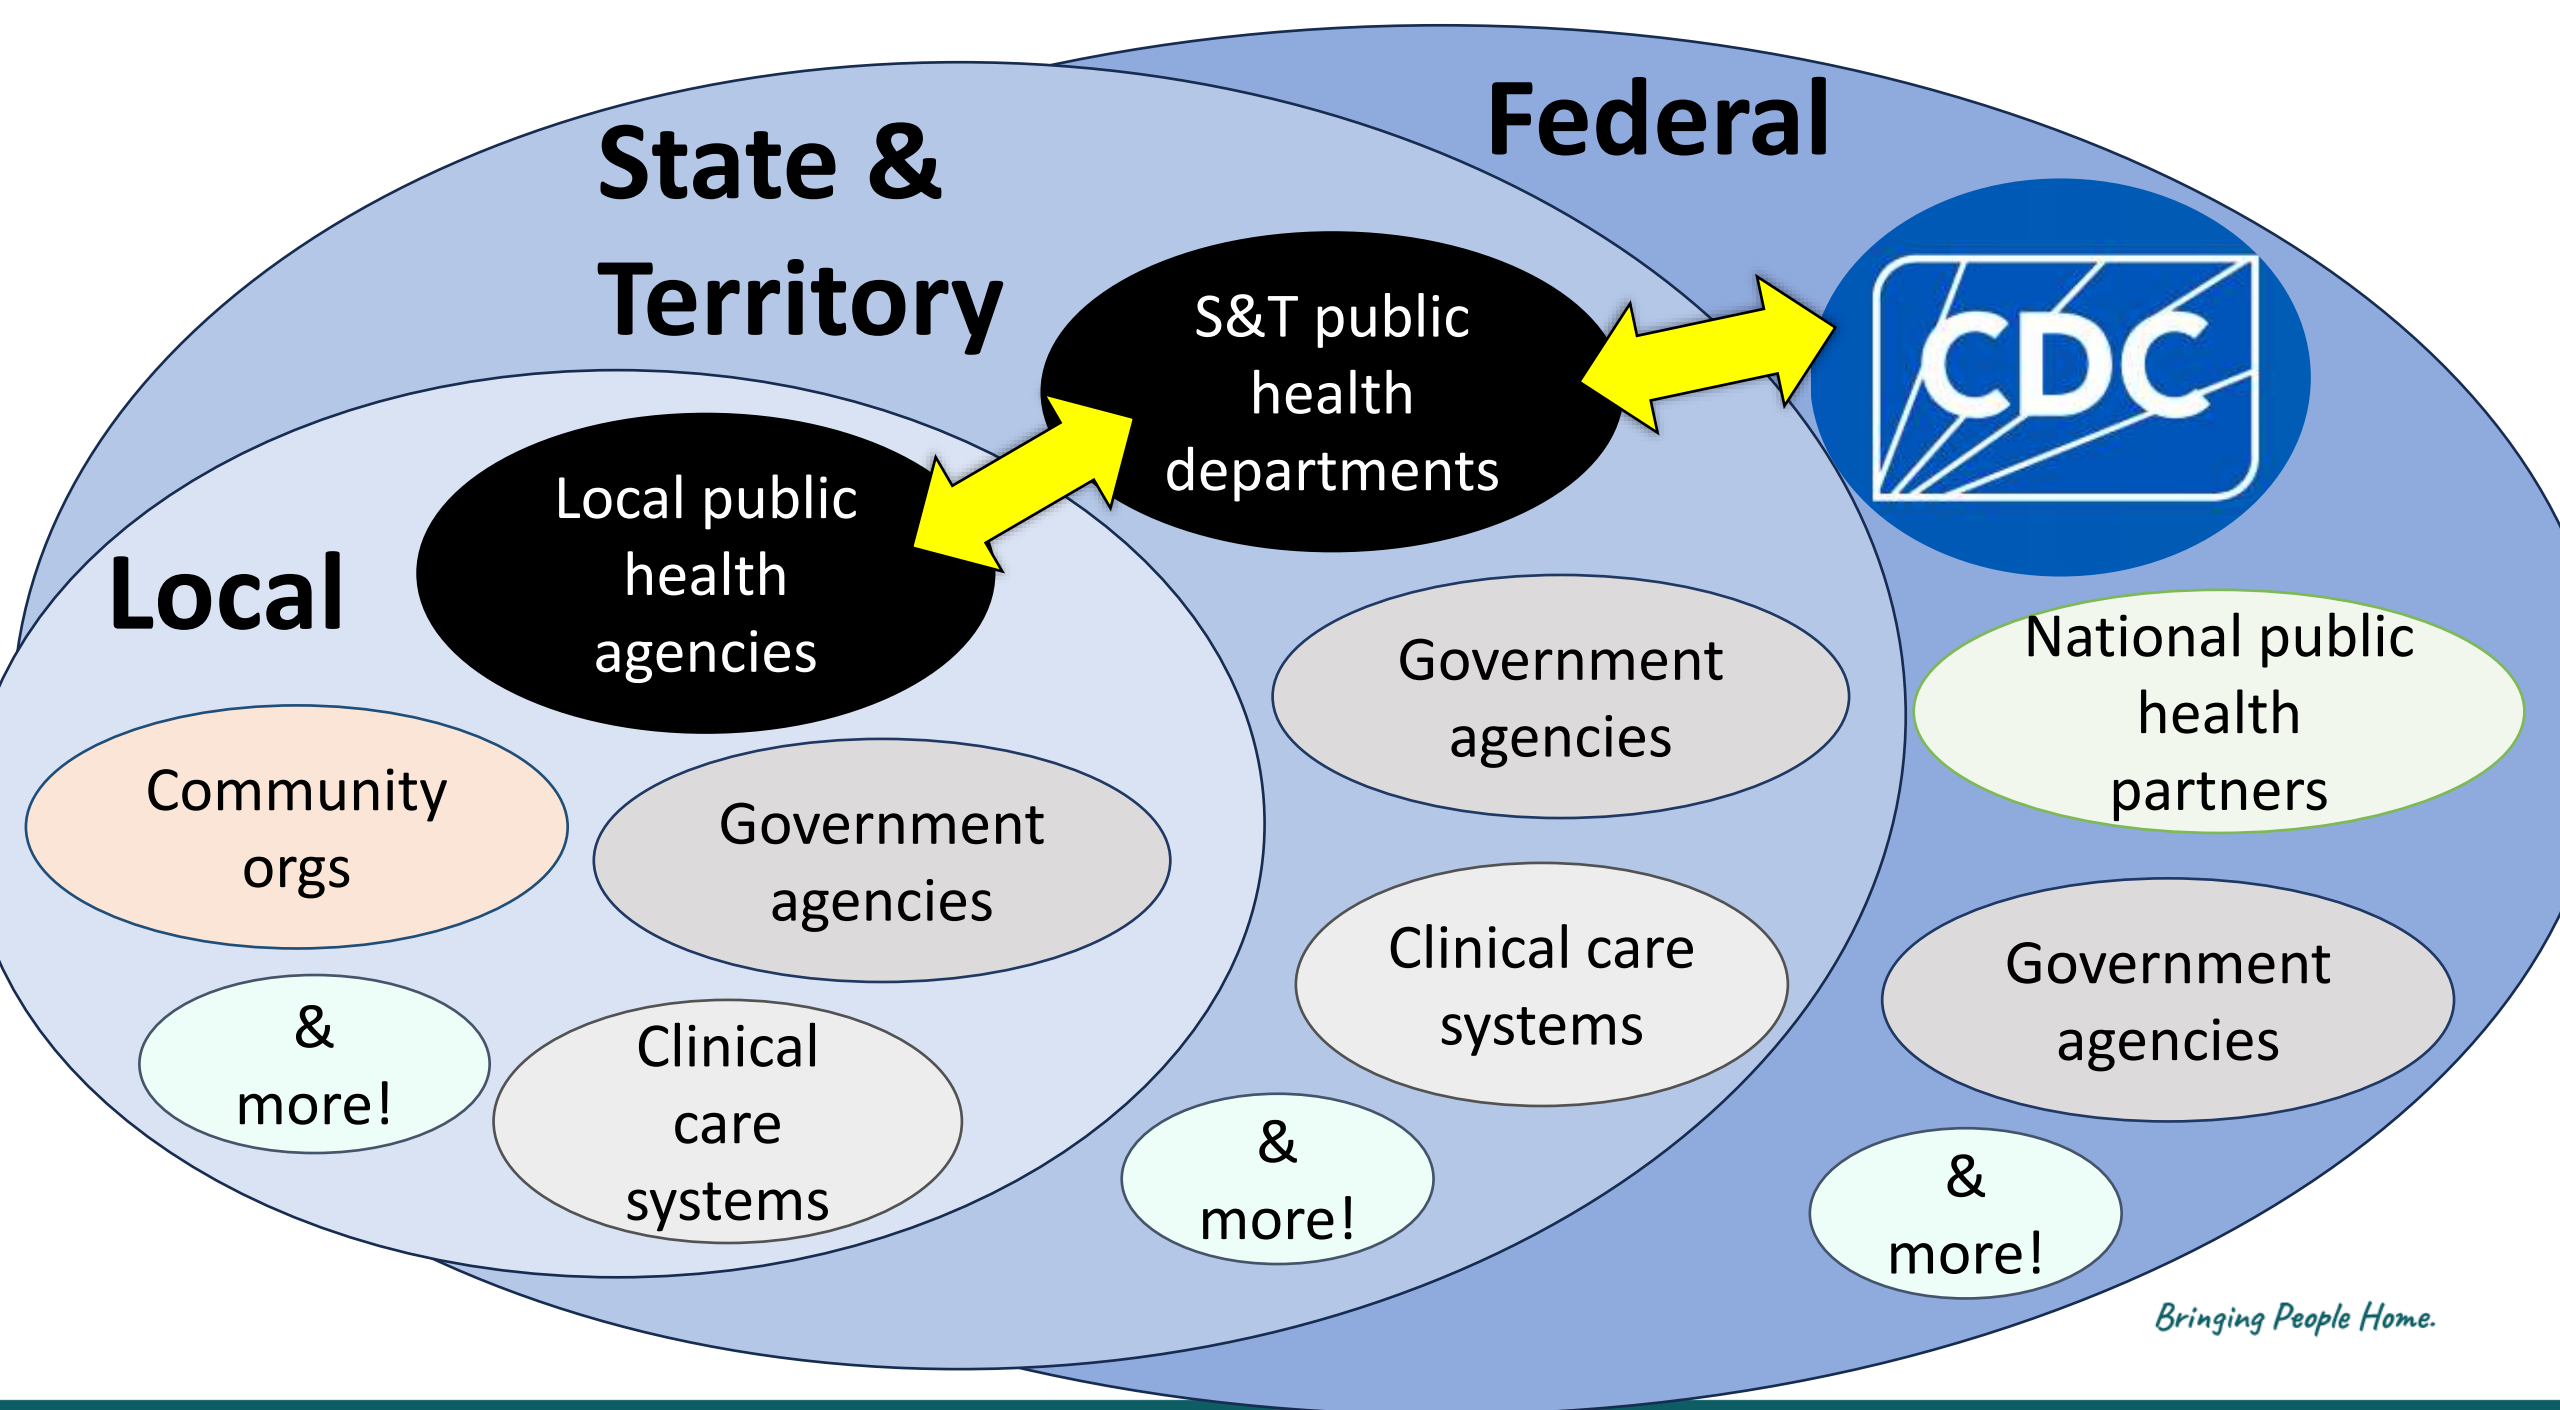 Federal
State &
Territory
S&T public
health
departments
CDC
Local public
health
agencies
Local
Government
agencies
National public
health
partners
Community
orgs
Government
agencies
Clinical care
systems
Government
agencies
&
more!
Clinical
care
systems
&
more!
&
more!
Bringing People Home.